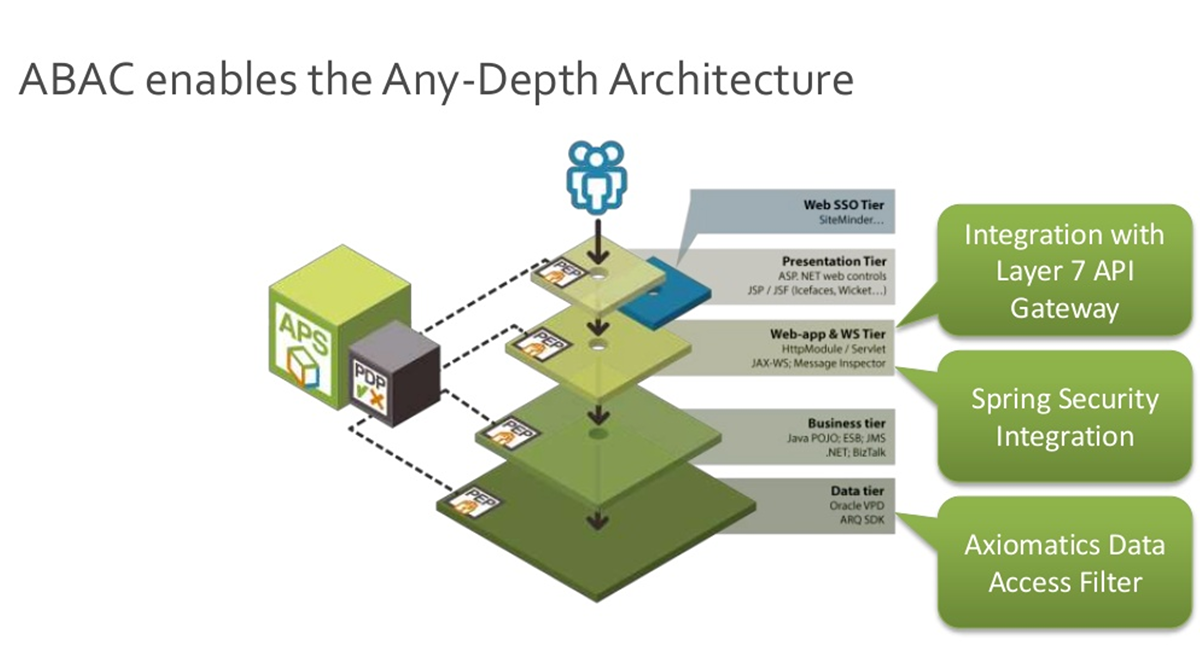 ABAC enables the Any-Depth Architecture
Web SSO Tier
SiteMinder...
Presentation Tier
ASP. NET web controls
JSP / JSF (Icefaces, Wicket...)
Web-app & WS Tier
HttpModule / Servlet
JAX-WS; Message Inspector
Business tier
Java POJO; ESB; JMS
.NET; BizTalk
Data tier
Oracle VPD
ARQ SDK
Integration with
Layer 7 API
Gateway
Spring Security
Integration
Axiomatics Data
Access Filter
APS
PDP
PEP
PEP
PEP
PEP